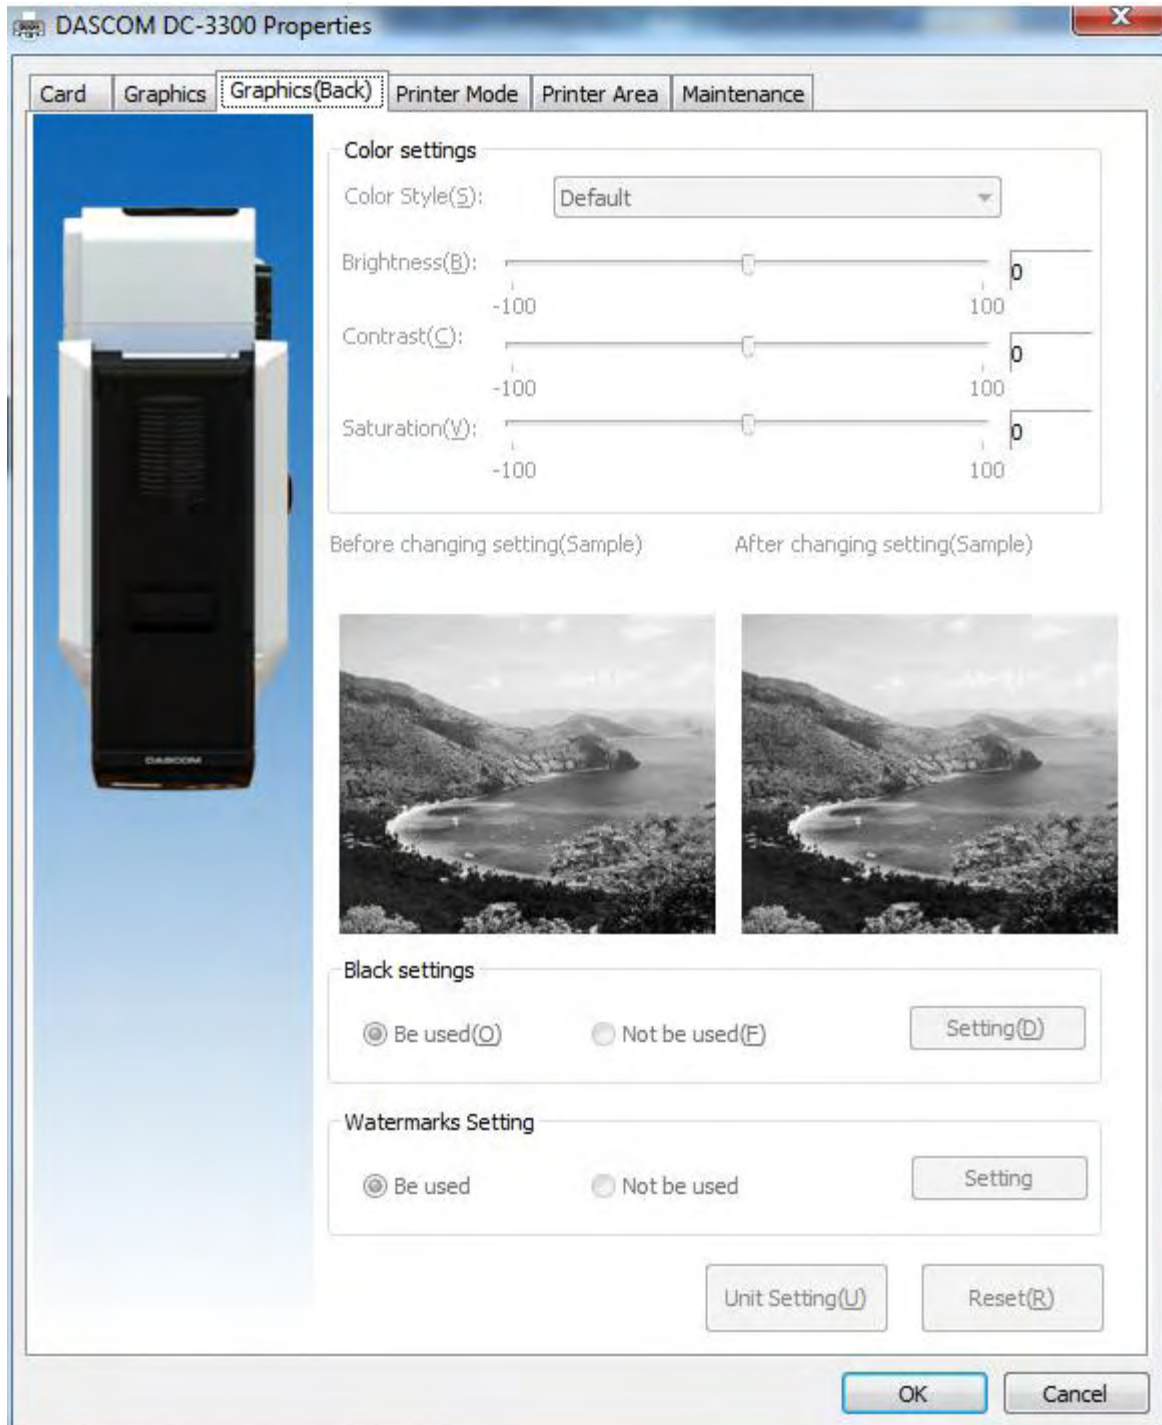 DASCOM DC-3300 Properties
X
Card Graphics Graphics(Back) Printer Mode Printer Area Maintenance
Color settings
Color Style(S): Default
Brightness(B): 0
-100 100
Contrast(C): 0
-100 100
Saturation(V): 0
-100 100
DASCOM
Before changing setting(Sample) After changing setting(Sample)
Black settings
Be used(O) Not be used(F) Setting(D)
Watermarks Setting
Be used Not be used Setting
Unit Setting(U) Reset(R)
OK Cancel